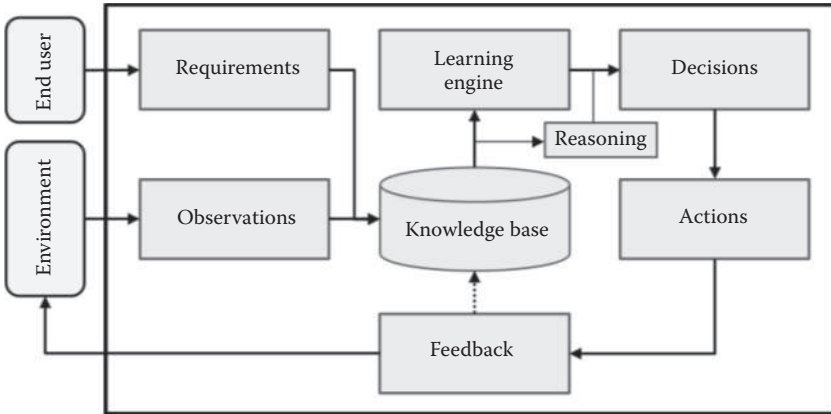 End user
Requirements
Learning
engine
Decisions
Reasoning
Environment
Observations
Knowledge base
Actions
Feedback